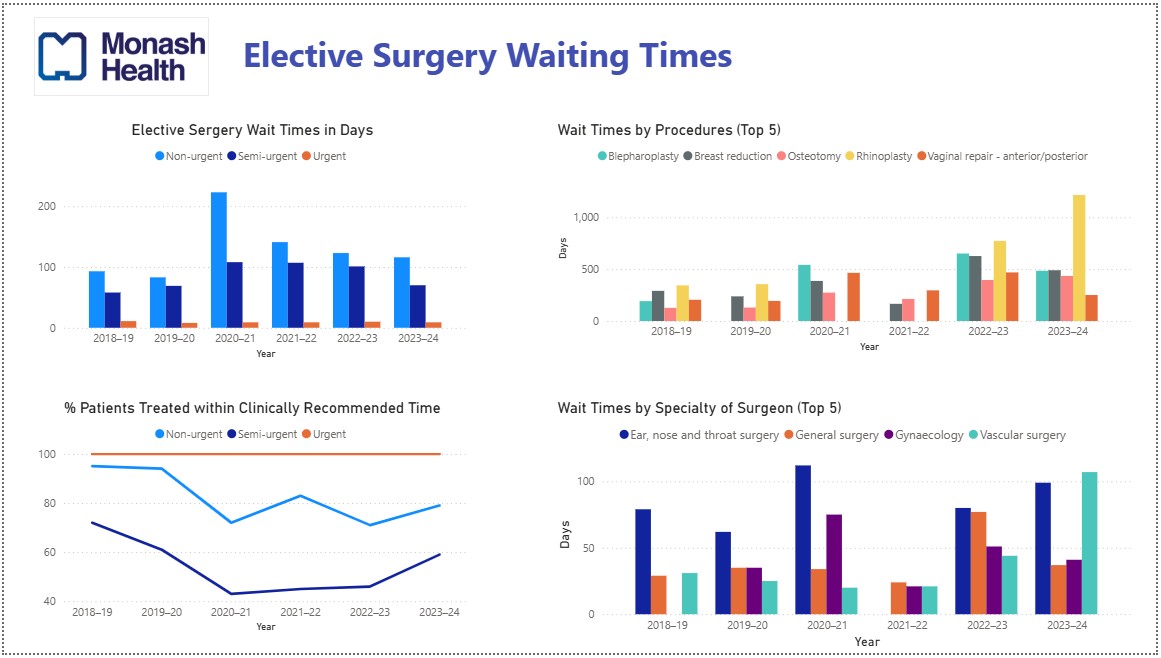 Monash
Health
Elective Surgery Waiting Times
Elective Sergery Wait Times in Days
Non-urgent Semi-urgent Urgent
200
100
0
2018–19 2019–20 2020–21 2021–22 2022–23 2023–24
Year
Wait Times by Procedures (Top 5)
Blepharoplasty Breast reduction Osteotomy Rhinoplasty Vaginal repair - anterior/posterior
Days
1,000
500
0
2018–19 2019–20 2020–21 2021–22 2022–23 2023–24
Year
% Patients Treated within Clinically Recommended Time
Non-urgent Semi-urgent Urgent
100
80
60
40
2018–19 2019–20 2020–21 2021–22 2022–23 2023–24
Year
Wait Times by Specialty of Surgeon (Top 5)
Ear, nose and throat surgery General surgery Gynaecology Vascular surgery
Days
100
50
0
2018–19 2019–20 2020–21 2021–22 2022–23 2023–24
Year